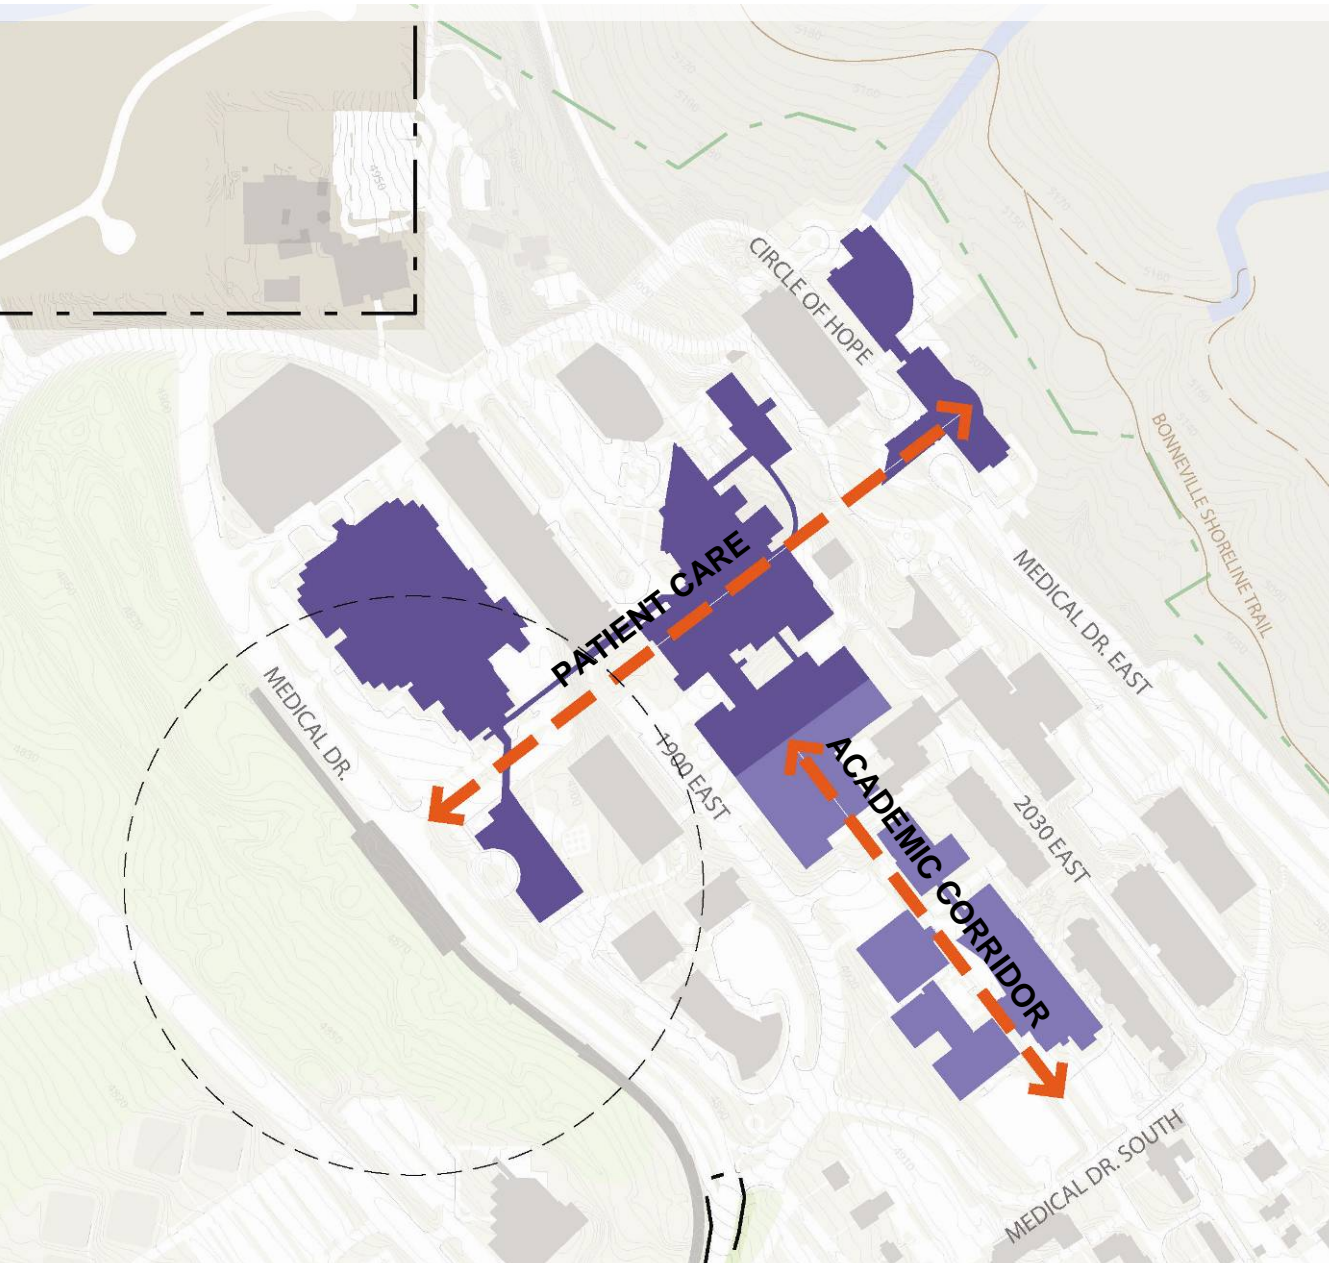 CIRCLE OF HOPE
BONNEVILLE SHORELINE TRAIL
PATIENT CARE
MEDICAL DR. EAST
MEDICAL DR.
1900 EAST
ACADEMIC CORRIDOR
2030 EAST
MEDICAL DR. SOUTH
4950